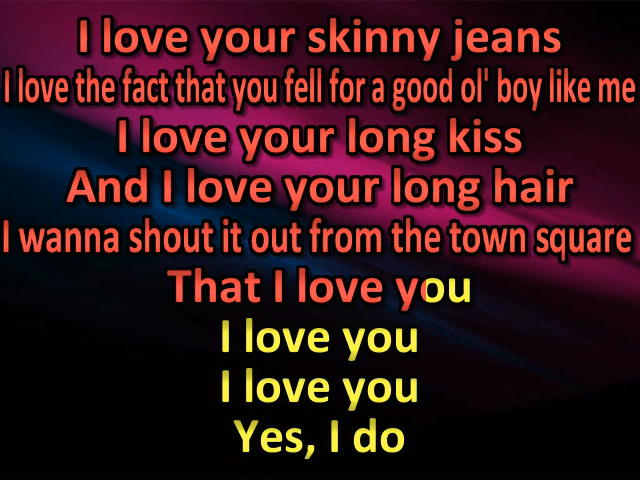 I love your skinny jeans
I love the fact that you fell for a good ol' boy like me
I love your long kiss
And I love your long hair
I wanna shout it out from the town square
That I love you
I love you
I love you
Yes, I do